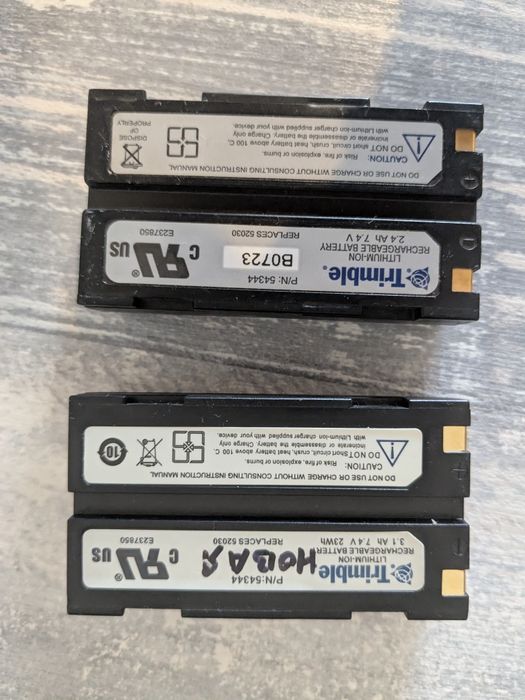 DO NOT USE OR CHARGE WITHOUT CONSULTING INSTRUCTION MANUAL
CAUTION:
Risk of fire, explosion or burns.
DO NOT Short circuit, crush, heat battery above 100 C,
incinerate or disassemble the battery. Charge only
with Lithium-ion charger supplied with your device.
DISPOSE
OF
PROPERLY
Trimble.
LITHIUM-ION
RECHARGEABLE BATTERY
2.4 Ah 7.4 V
P/N: 54344
B0723
REPLACES 52030
E237850
C RU US
DO NOT USE OR CHARGE WITHOUT CONSULTING INSTRUCTION MANUAL
CAUTION:
Risk of fire, explosion or burns.
DO NOT Short circuit, crush, heat battery above 100 C,
incinerate or disassemble the battery. Charge only
with Lithium-ion charger supplied with your device.
10
Trimble
LITHIUM-ION
RECHARGEABLE BATTERY
3.1 Ah 7.4 V 23Wh
P/N:54344
НОВАЯ
REPLACES 52030
E237850
C RU US